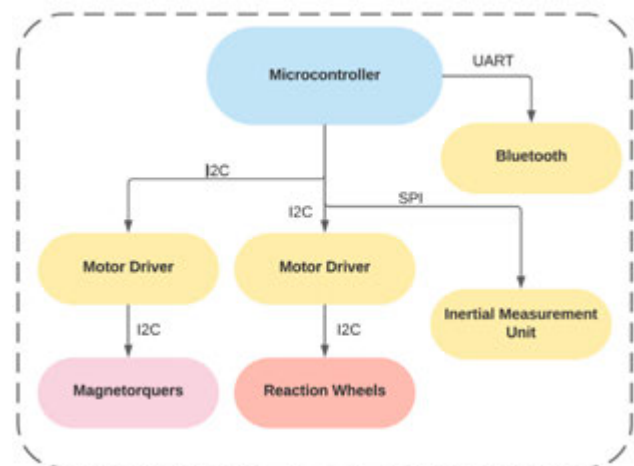 Microcontroller
UART
Bluetooth
I2C
I2C
SPI
Motor Driver
Motor Driver
Inertial Measurement
Unit
I2C
I2C
Magnetorquers
Reaction Wheels